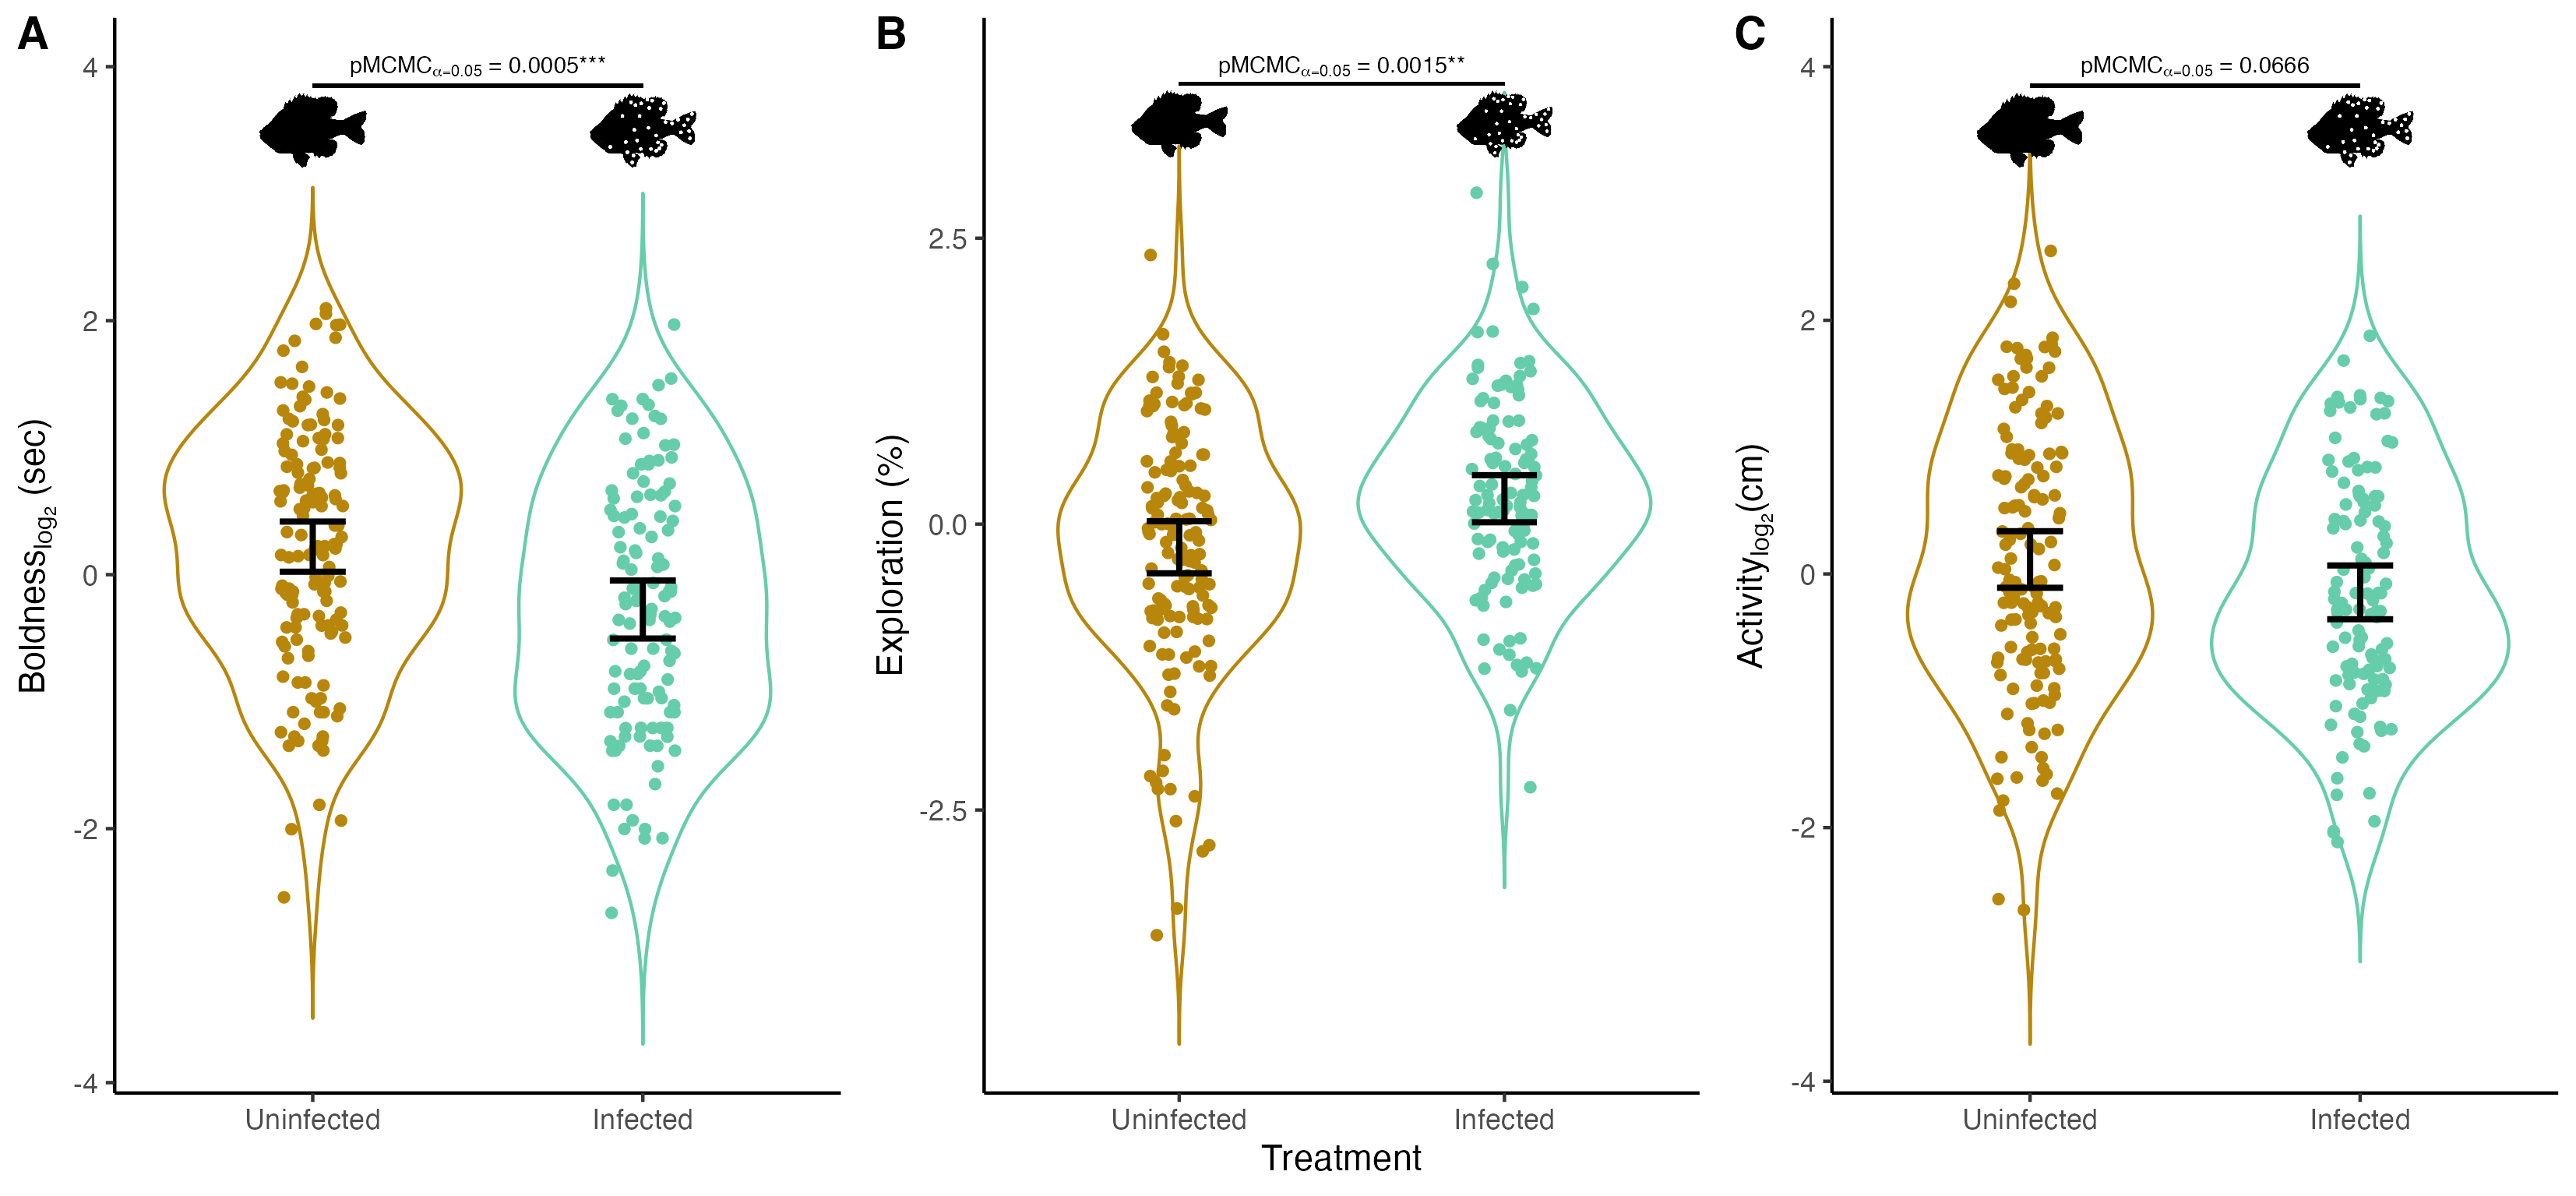 A
pMCMCα=0.05 = 0.0005***
4
2
0
-2
-4
Boldnesslog2 (sec)
Uninfected
Infected
B
pMCMCα=0.05 = 0.0015**
2.5
0.0
-2.5
Exploration (%)
Uninfected
Infected
Treatment
C
pMCMCα=0.05 = 0.0666
4
2
0
-2
-4
Activitylog2(cm)
Uninfected
Infected